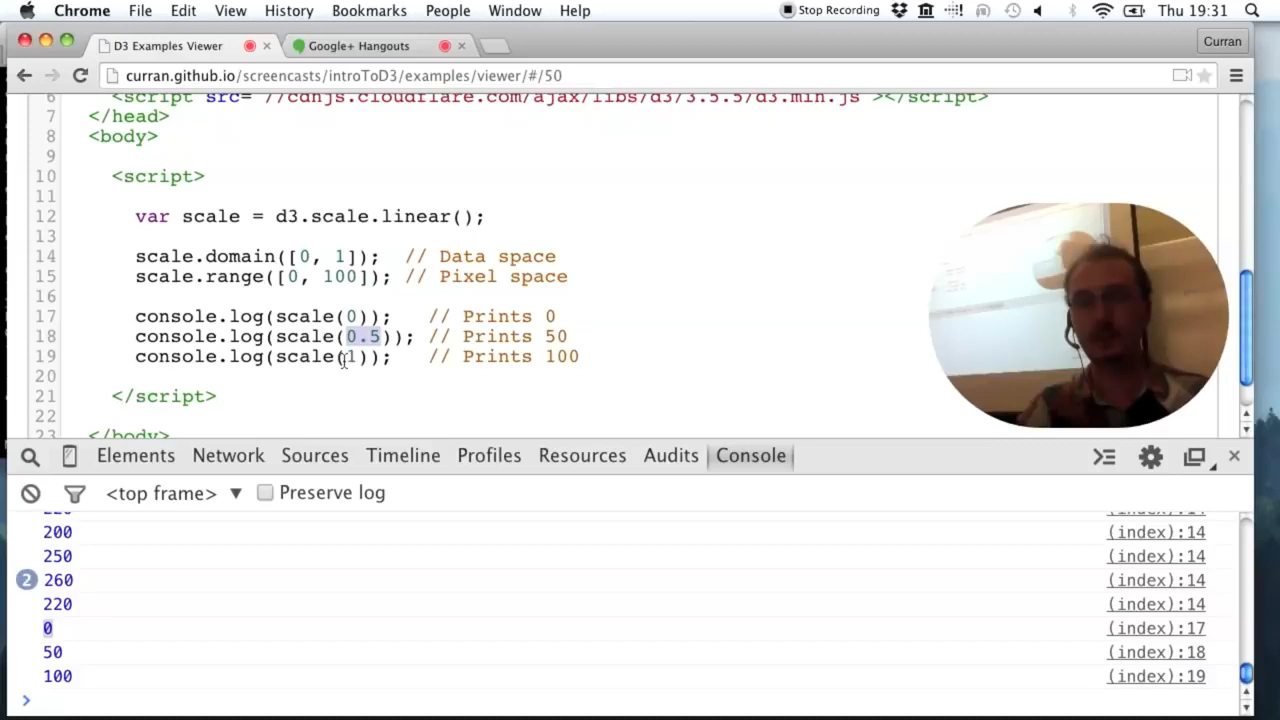 Chrome File Edit View History Bookmarks People Window Help Stop Recording Thu 19:31
D3 Examples Viewer Google+ Hangouts Curran
curran.github.io/screencasts/introToD3/examples/viewer/#/50
6 <script src="//cdnjs.cloudflare.com/ajax/libs/d3/3.5.5/d3.min.js"></script>
7 </head>
8 <body>
9
10 <script>
11
12 var scale = d3.scale.linear();
13
14 scale.domain([0, 1]); // Data space
15 scale.range([0, 100]); // Pixel space
16
17 console.log(scale(0)); // Prints 0
18 console.log(scale(0.5)); // Prints 50
19 console.log(scale(1)); // Prints 100
20
21 </script>
22
23 </body>
Elements Network Sources Timeline Profiles Resources Audits Console
<top frame> ▼ Preserve log
220 (index):14
200 (index):14
250 (index):14
2 260 (index):14
220 (index):14
0 (index):17
50 (index):18
100 (index):19
>